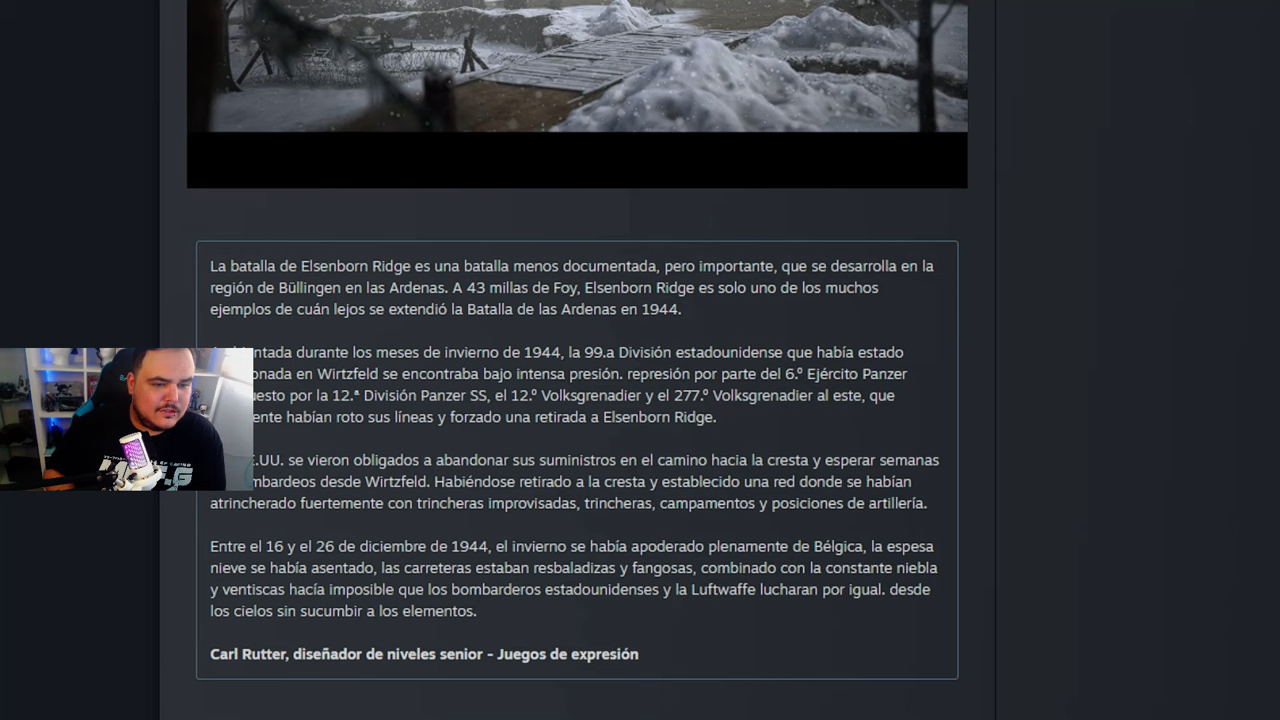 La batalla de Elsenborn Ridge es una batalla menos documentada, pero importante, que se desarrolla en la
región de Büllingen en las Ardenas. A 43 millas de Foy, Elsenborn Ridge es solo uno de los muchos
ejemplos de cuán lejos se extendió la Batalla de las Ardenas en 1944.
durante los meses de invierno de 1944, la 99.a División estadounidense que había estado
en Wirtzfeld se encontraba bajo intensa presión. represión por parte del 6.º Ejército Panzer
por la 12.ª División Panzer SS, el 12.º Volksgrenadier y el 277.º Volksgrenadier al este, que
habían roto sus líneas y forzado una retirada a Elsenborn Ridge.
se vieron obligados a abandonar sus suministros en el camino hacia la cresta y esperar semanas
desde Wirtzfeld. Habiéndose retirado a la cresta y establecido una red donde se habían
atrincherado fuertemente con trincheras improvisadas, trincheras, campamentos y posiciones de artillería.
Entre el 16 y el 26 de diciembre de 1944, el invierno se había apoderado plenamente de Bélgica, la espesa
nieve se había asentado, las carreteras estaban resbaladizas y fangosas, combinado con la constante niebla
y ventiscas hacía imposible que los bombarderos estadounidenses y la Luftwaffe lucharan por igual. desde
los cielos sin sucumbir a los elementos.
Carl Rutter, diseñador de niveles senior - Juegos de expresión